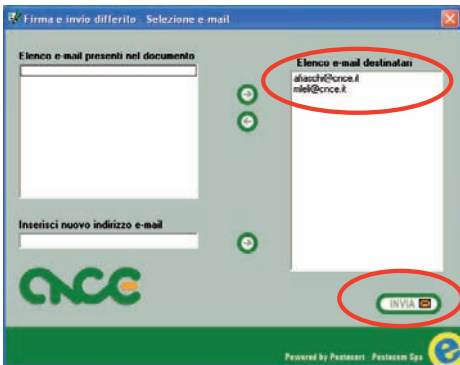 Firma e invio differito - Selezione e-mail
Elenco e-mail presenti nel documento
Elenco e-mail destinatari
afiaschi@cnce.it
mleli@cnce.it
Inserisci nuovo indirizzo e-mail
CNCE
INVIA
Powered by Postecert - Postecom Spa
e